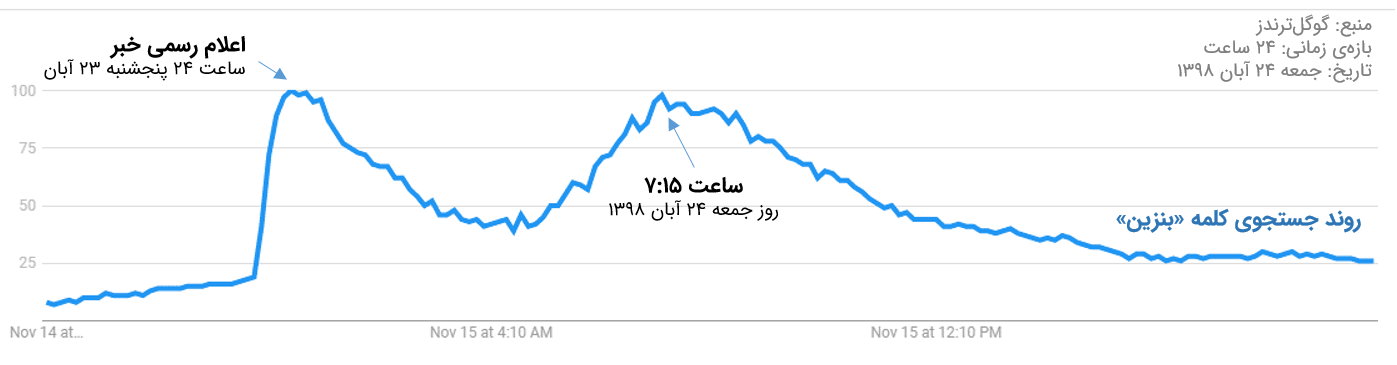 منبع: گوگل‌ترندز
بازه‌ی زمانی: ۲۴ ساعت
تاریخ: جمعه ۲۴ آبان ۱۳۹۸
اعلام رسمی خبر
ساعت ۲۴ پنجشنبه ۲۳ آبان
100
75
50
25
ساعت ۷:۱۵
روز جمعه ۲۴ آبان ۱۳۹۸
روند جستجوی کلمه «بنزین»
Nov 14 at...
Nov 15 at 4:10 AM
Nov 15 at 12:10 PM